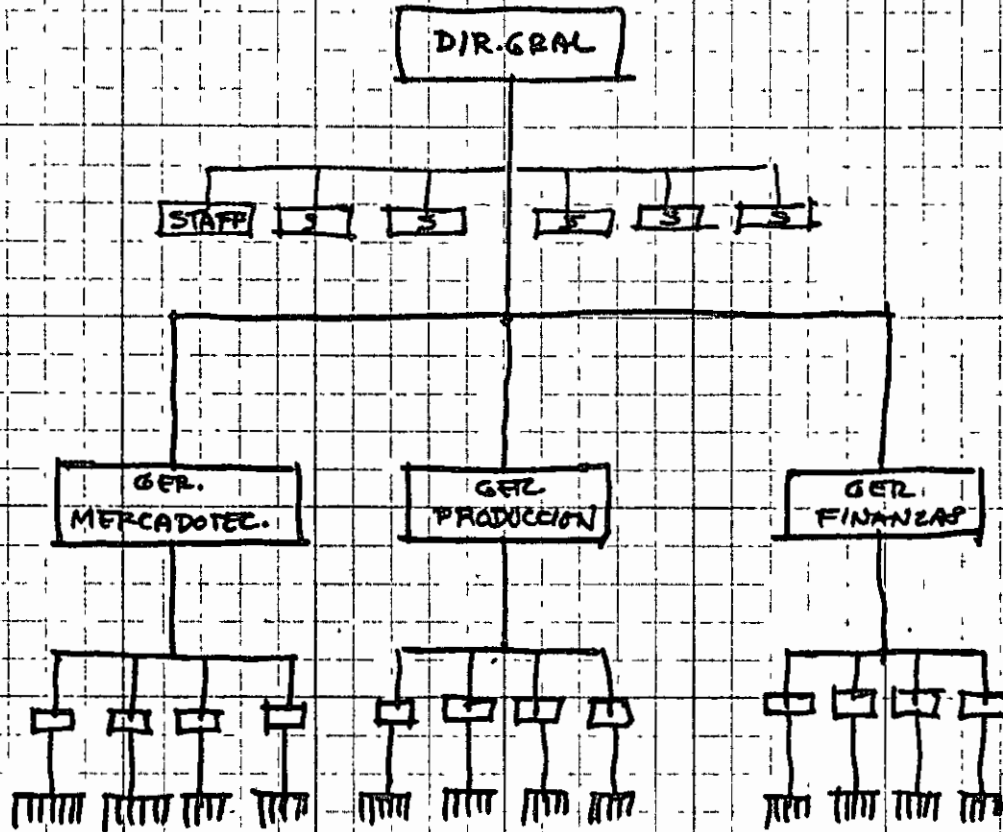 DIR. GRAL
STAFF S S S S S
GER.
MERCADOTEC.
GER.
PRODUCCION
GER.
FINANZAS